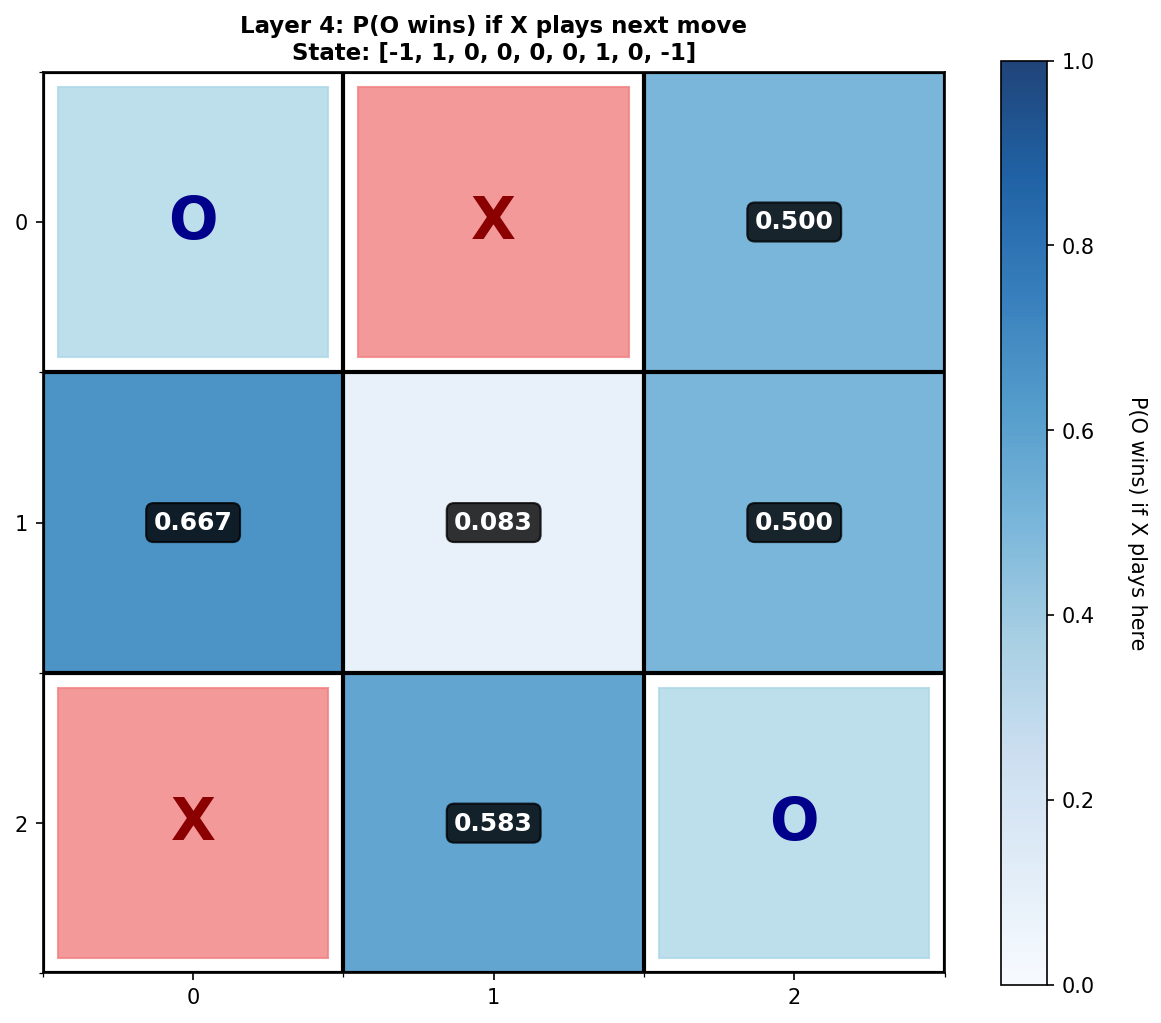 Layer 4: P(O wins) if X plays next move
State: [-1, 1, 0, 0, 0, 0, 1, 0, -1]
O
X
0.500
0.667
0.083
0.500
X
0.583
O
0
1
2
0
1
2
1.0
0.8
0.6
0.4
0.2
0.0
P(O wins) if X plays here